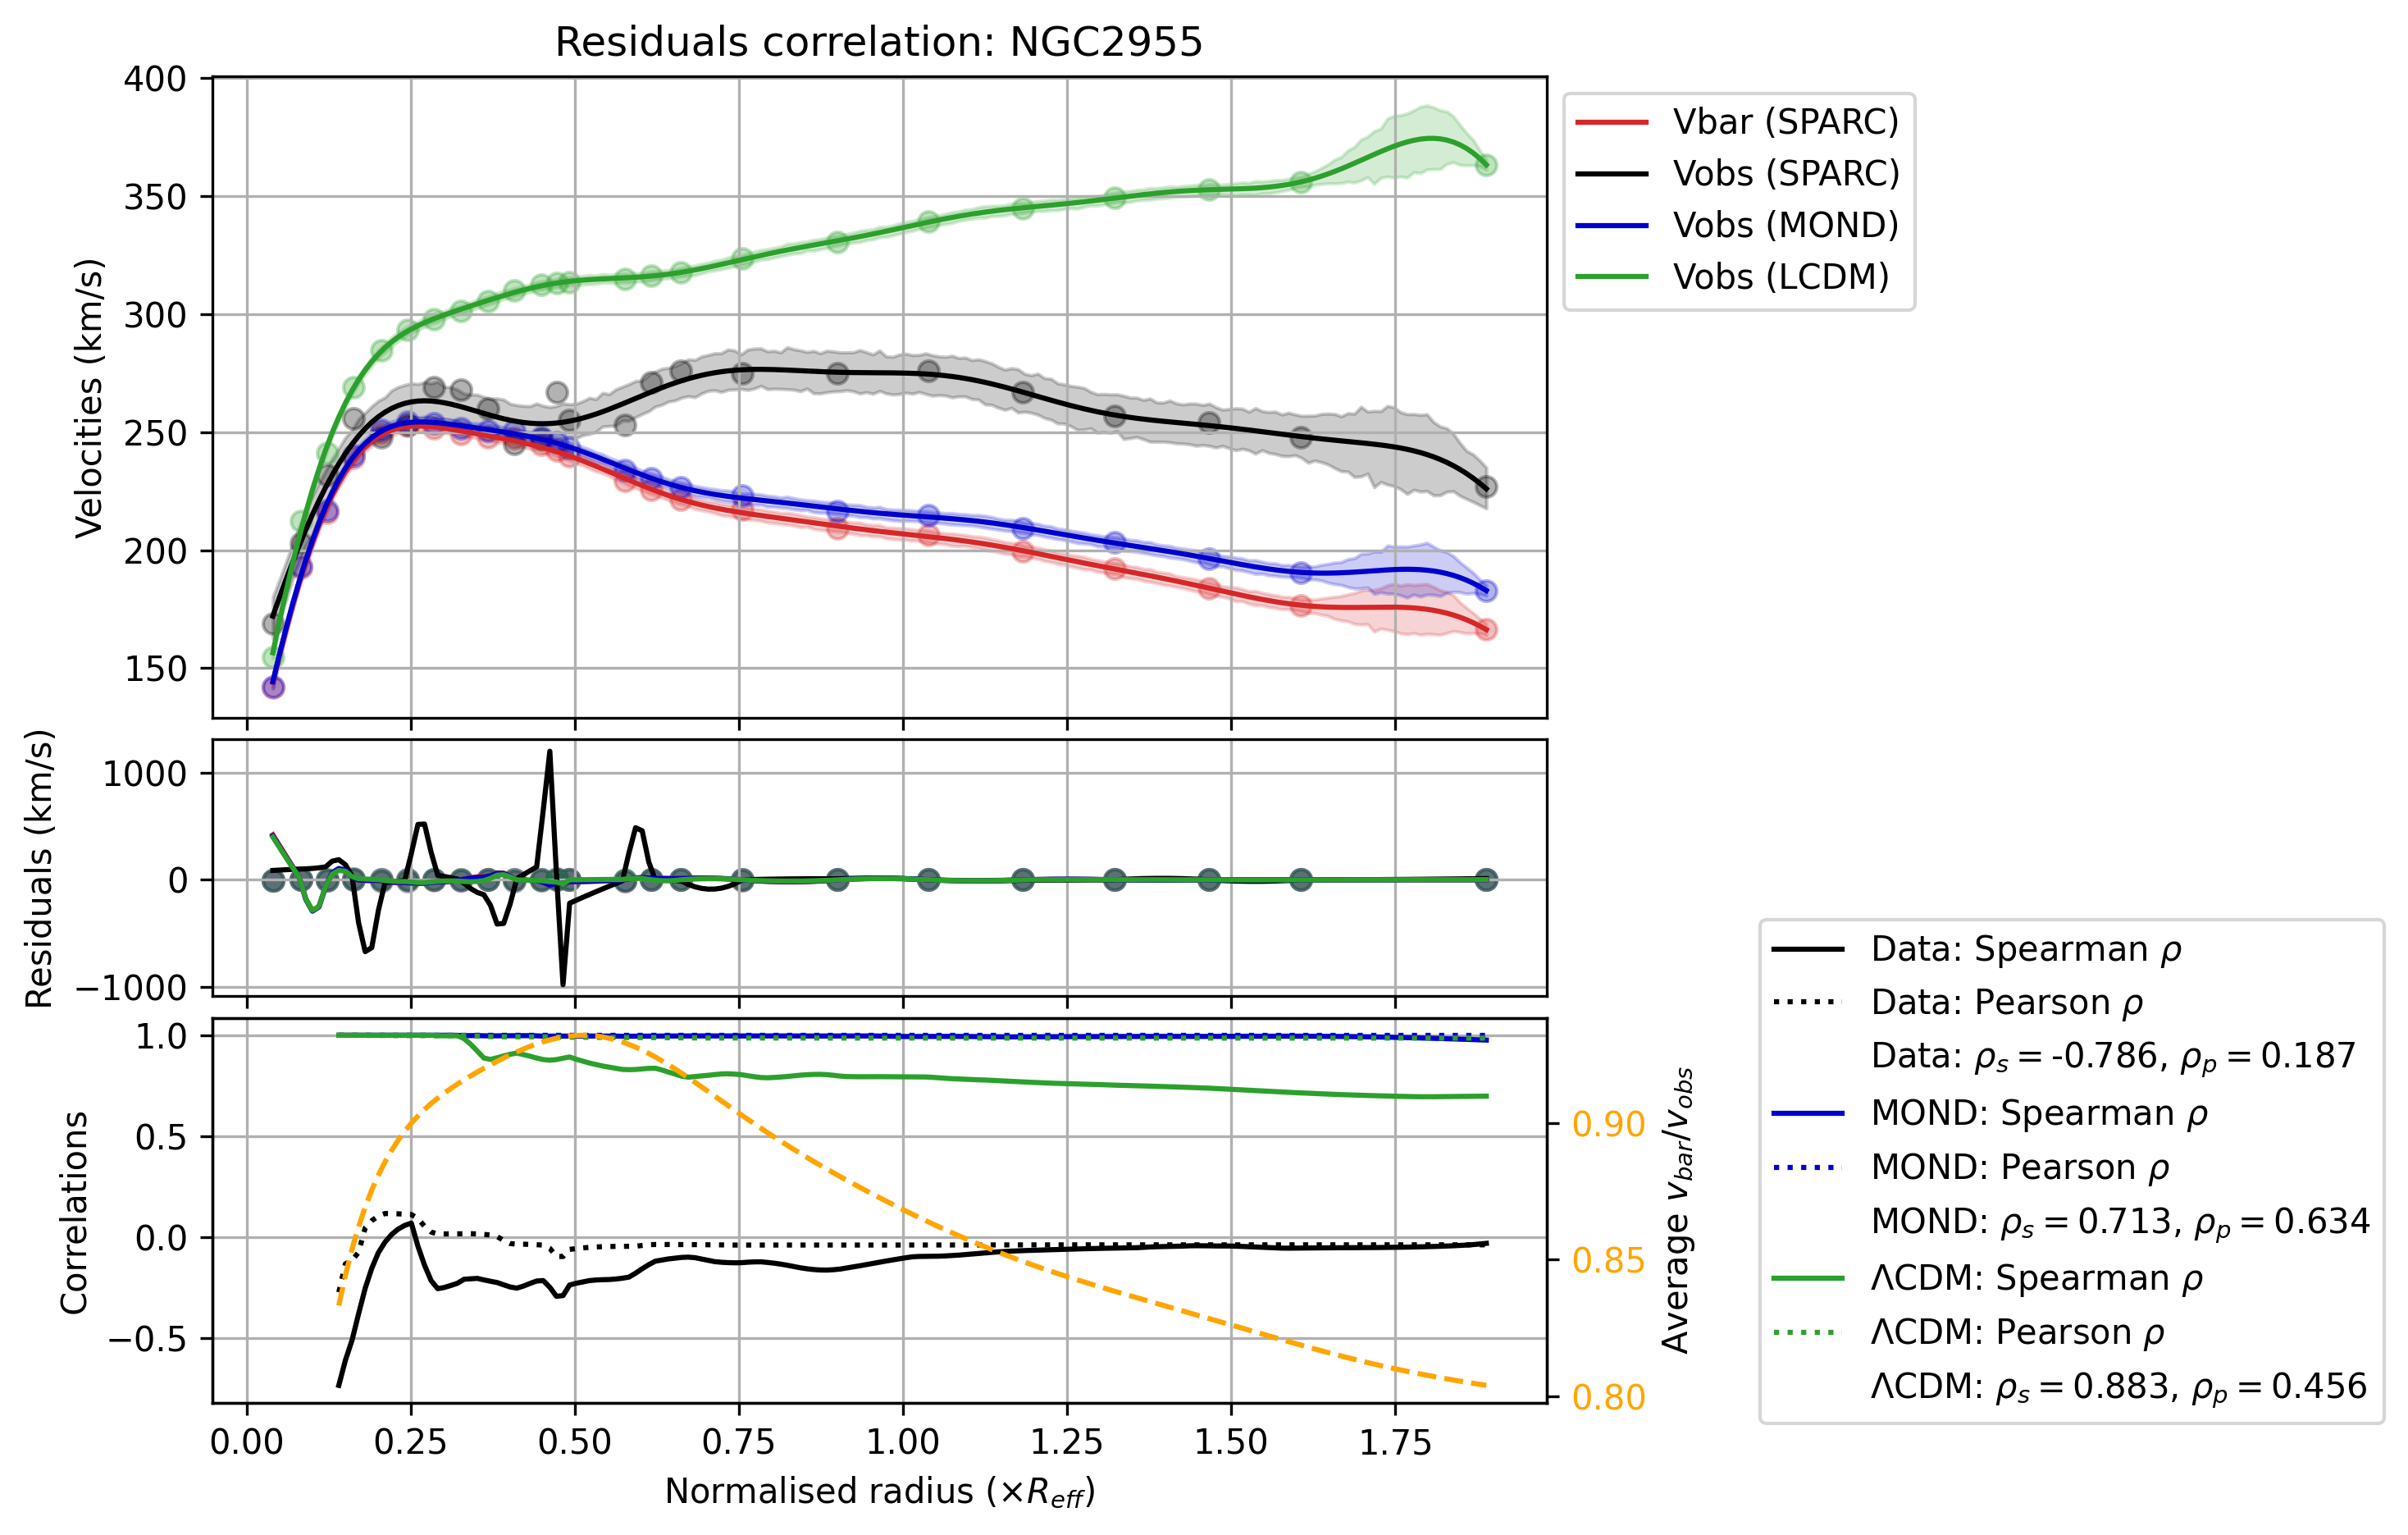 Residuals correlation: NGC2955
400
350
300
250
200
150
Velocities (km/s)
Vbar (SPARC)
Vobs (SPARC)
Vobs (MOND)
Vobs (LCDM)
1000
0
−1000
Residuals (km/s)
1.0
0.5
0.0
−0.5
Correlations
0.90
0.85
0.80
Average v_bar/v_obs
Data: Spearman ρ
Data: Pearson ρ
Data: ρ_s = -0.786, ρ_p = 0.187
MOND: Spearman ρ
MOND: Pearson ρ
MOND: ρ_s = 0.713, ρ_p = 0.634
ΛCDM: Spearman ρ
ΛCDM: Pearson ρ
ΛCDM: ρ_s = 0.883, ρ_p = 0.456
0.00 0.25 0.50 0.75 1.00 1.25 1.50 1.75
Normalised radius (×R_eff)